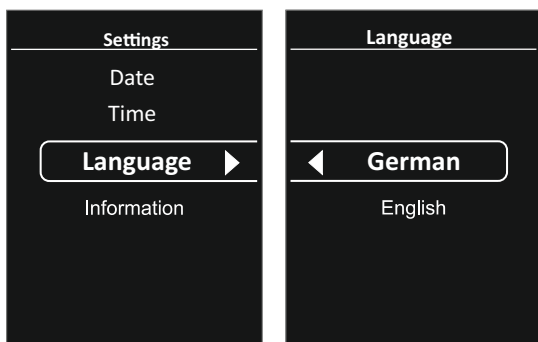 Settings
Date
Time
Language
Information
Language
German
English